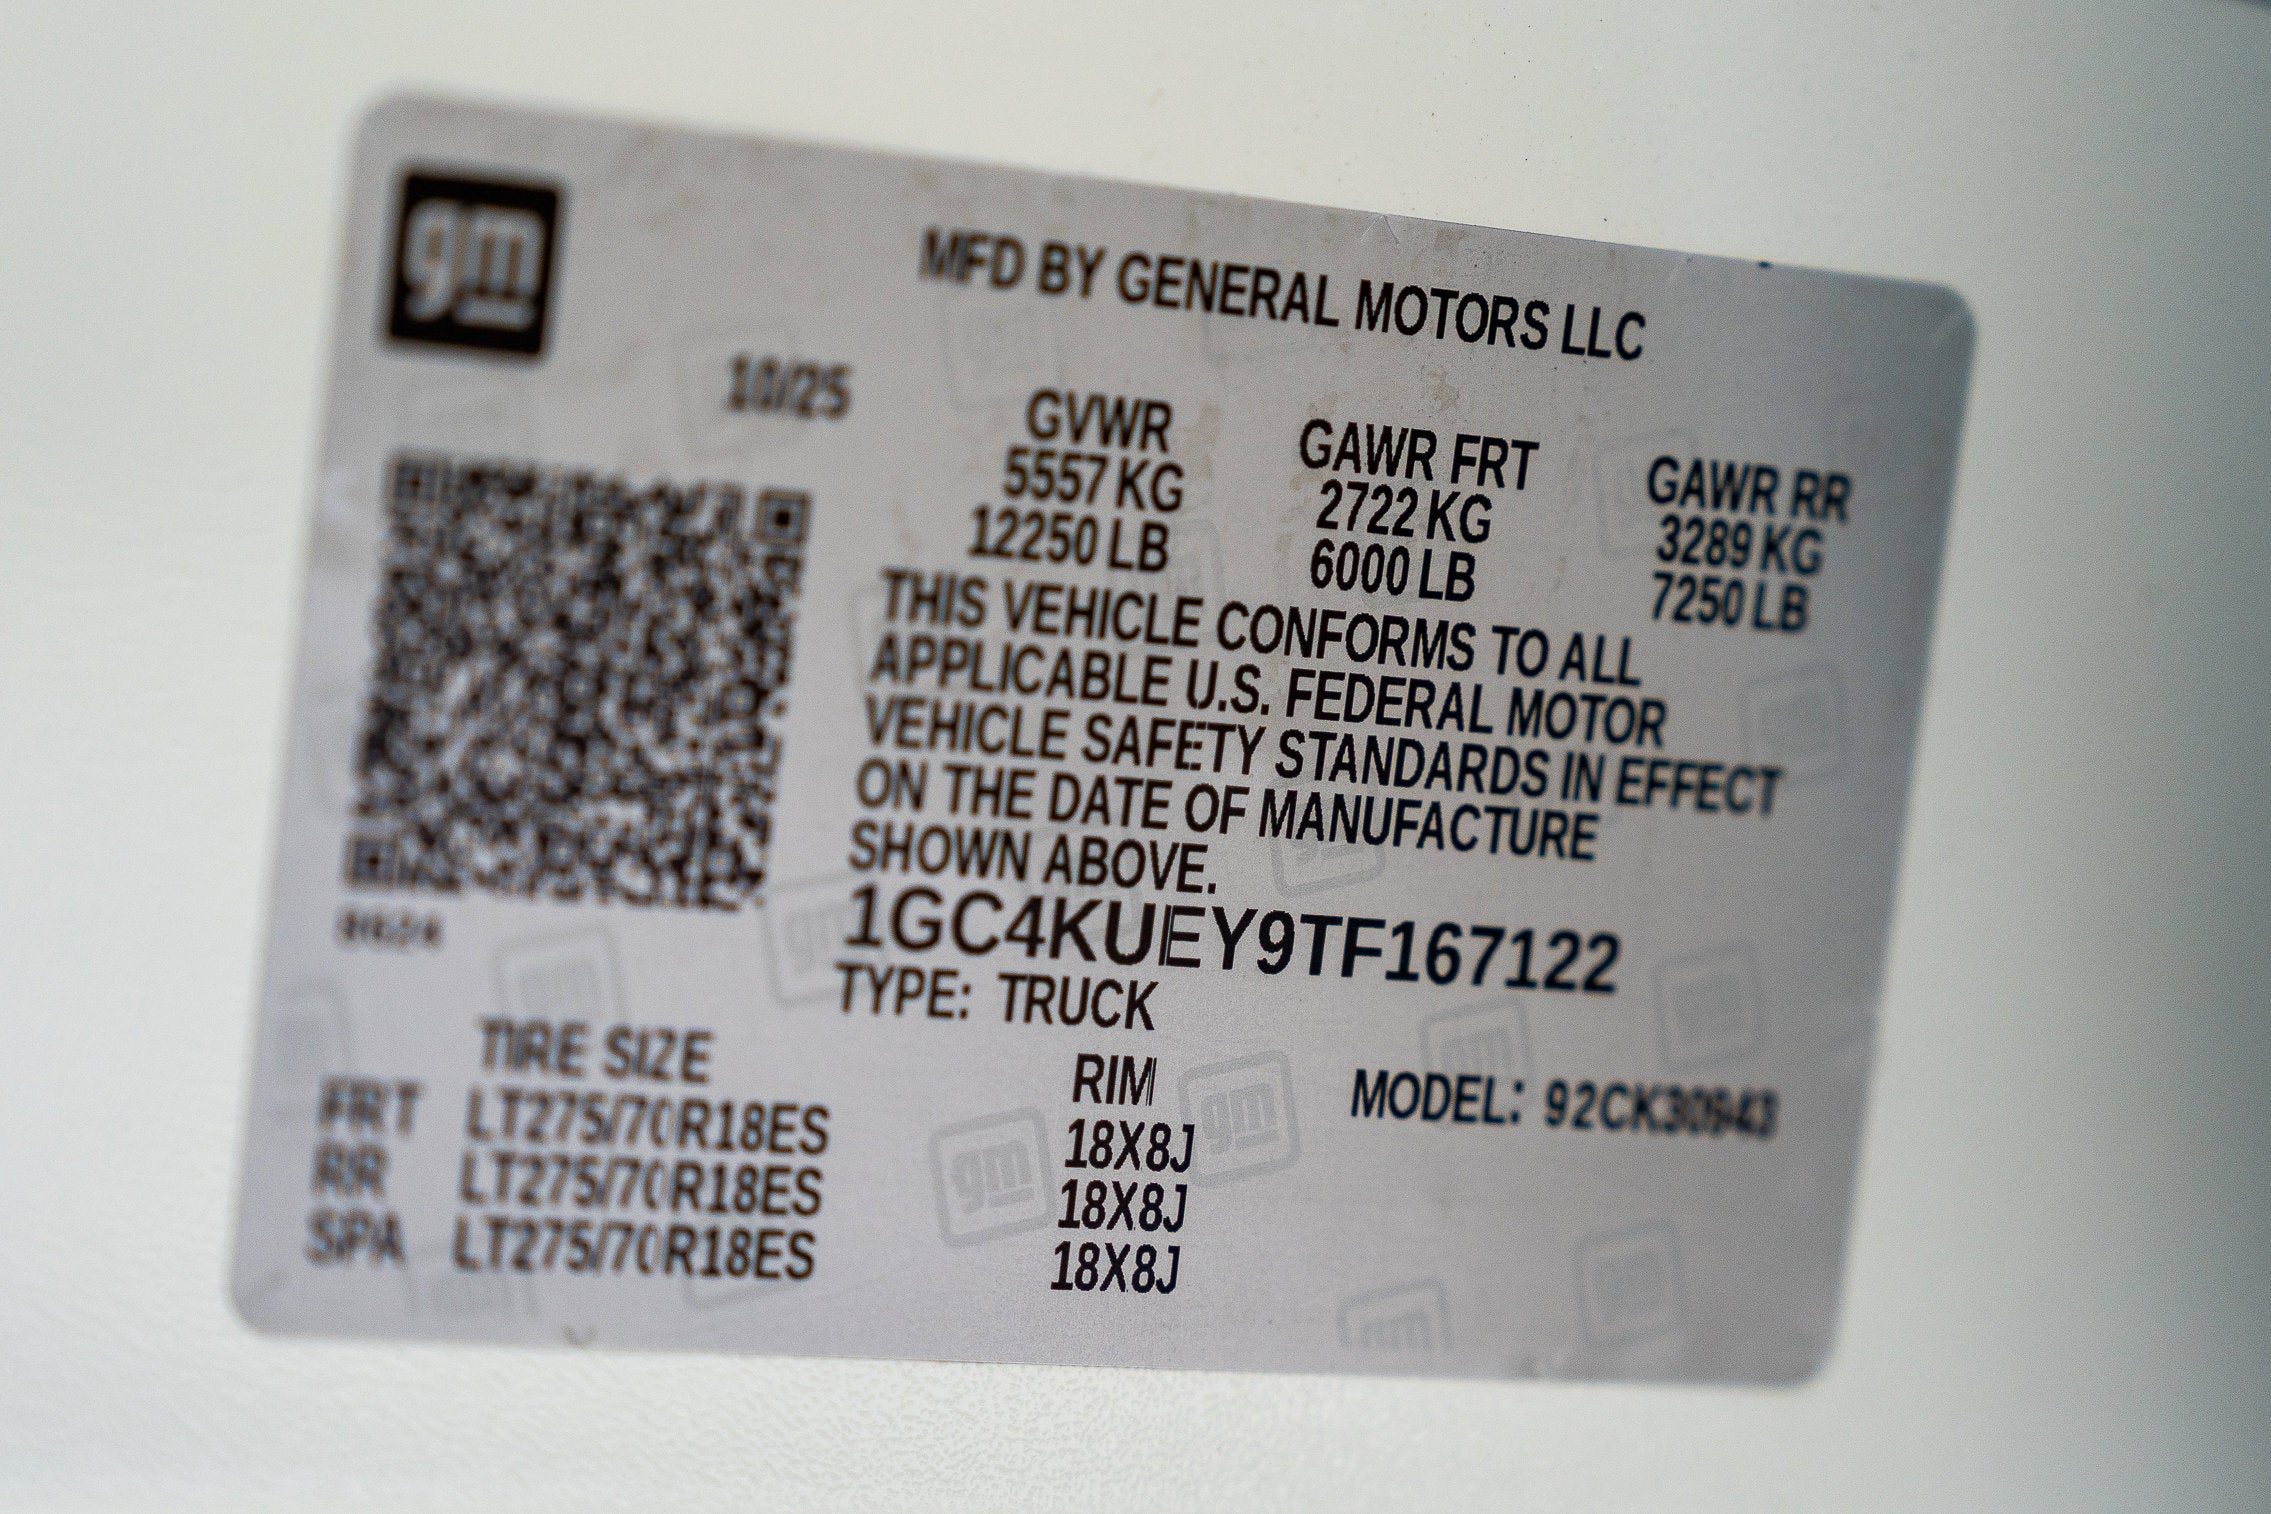 gm
MFD BY GENERAL MOTORS LLC
10/25
GVWR GAWR FRT GAWR RR
5557 KG 2722 KG 3289 KG
12250 LB 6000 LB 7250 LB
THIS VEHICLE CONFORMS TO ALL
APPLICABLE U.S. FEDERAL MOTOR
VEHICLE SAFETY STANDARDS IN EFFECT
ON THE DATE OF MANUFACTURE
SHOWN ABOVE.
1GC4KUEY9TF167122
TYPE: TRUCK
TIRE SIZE RIM MODEL: 92CK30943
FRT LT275/70R18ES 18X8J
RR LT275/70R18ES 18X8J
SPA LT275/70R18ES 18X8J